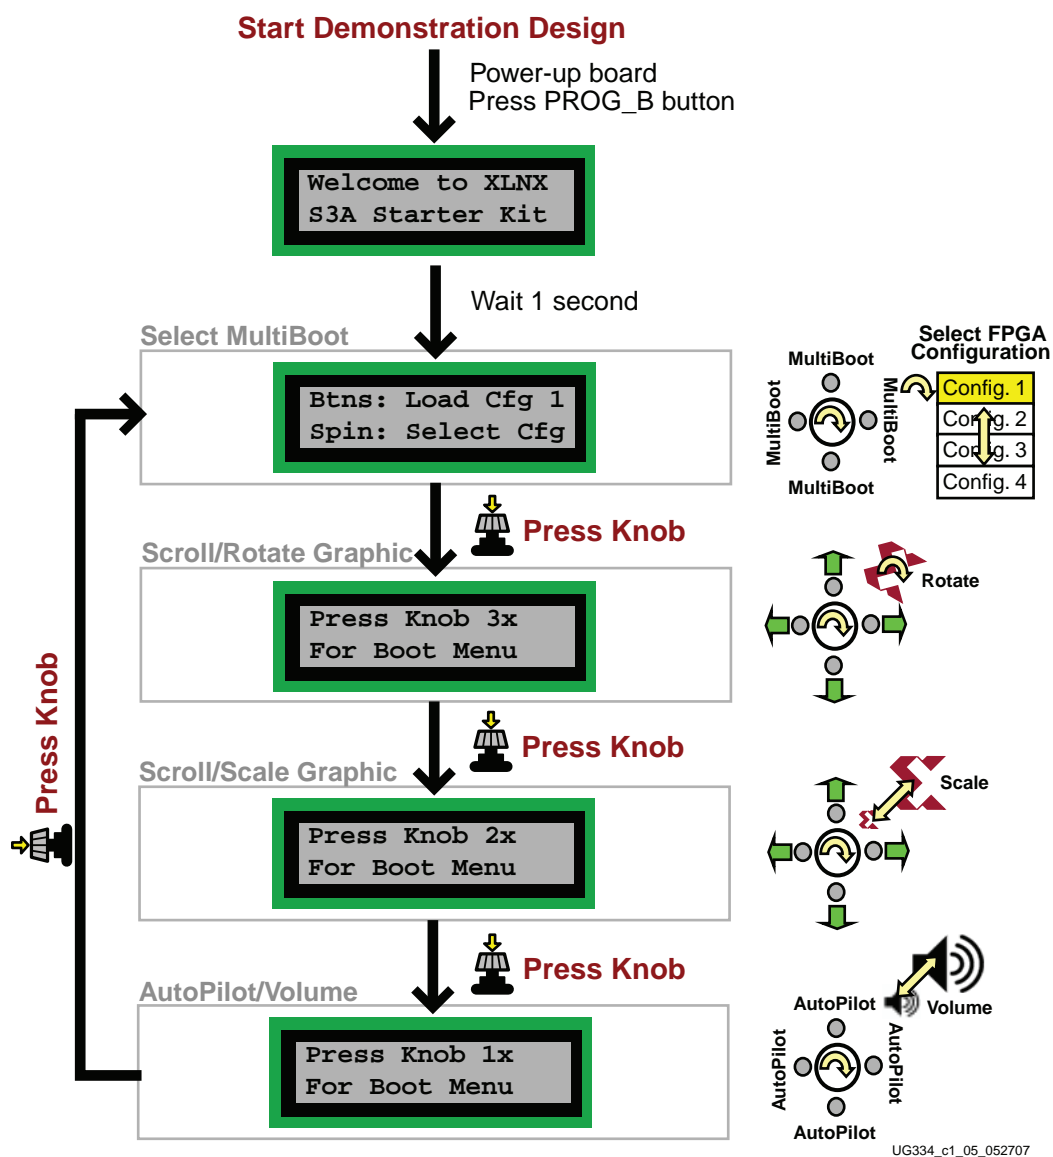 Start Demonstration Design
Power-up board
Press PROG_B button
Welcome to XLNX
S3A Starter Kit
Wait 1 second
Select MultiBoot
Btns: Load Cfg 1
Spin: Select Cfg
MultiBoot
MultiBoot
MultiBoot
MultiBoot
Select FPGA
Configuration
Config. 1
Config. 2
Config. 3
Config. 4
Press Knob
Scroll/Rotate Graphic
Press Knob 3x
For Boot Menu
Rotate
Press Knob
Press Knob
Scroll/Scale Graphic
Press Knob 2x
For Boot Menu
Scale
Press Knob
AutoPilot/Volume
Press Knob 1x
For Boot Menu
Volume
AutoPilot
AutoPilot
AutoPilot
AutoPilot
UG334_c1_05_052707